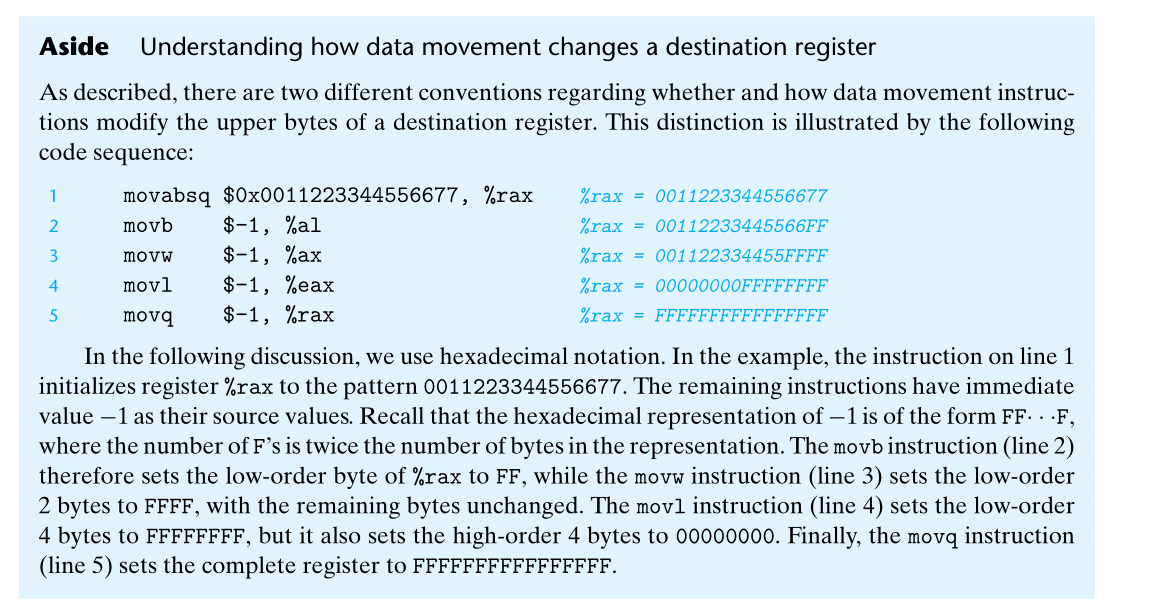 Aside Understanding how data movement changes a destination register
As described, there are two different conventions regarding whether and how data movement instruc-
tions modify the upper bytes of a destination register. This distinction is illustrated by the following
code sequence:
1 movabsq $0x0011223344556677, %rax %rax = 0011223344556677
2 movb $-1, %al %rax = 00112233445566FF
3 movw $-1, %ax %rax = 001122334455FFFF
4 movl $-1, %eax %rax = 00000000FFFFFFFF
5 movq $-1, %rax %rax = FFFFFFFFFFFFFFFF
In the following discussion, we use hexadecimal notation. In the example, the instruction on line 1
initializes register %rax to the pattern 0011223344556677. The remaining instructions have immediate
value −1 as their source values. Recall that the hexadecimal representation of −1 is of the form FF···F,
where the number of F's is twice the number of bytes in the representation. The movb instruction (line 2)
therefore sets the low-order byte of %rax to FF, while the movw instruction (line 3) sets the low-order
2 bytes to FFFF, with the remaining bytes unchanged. The movl instruction (line 4) sets the low-order
4 bytes to FFFFFFFF, but it also sets the high-order 4 bytes to 00000000. Finally, the movq instruction
(line 5) sets the complete register to FFFFFFFFFFFFFFFF.